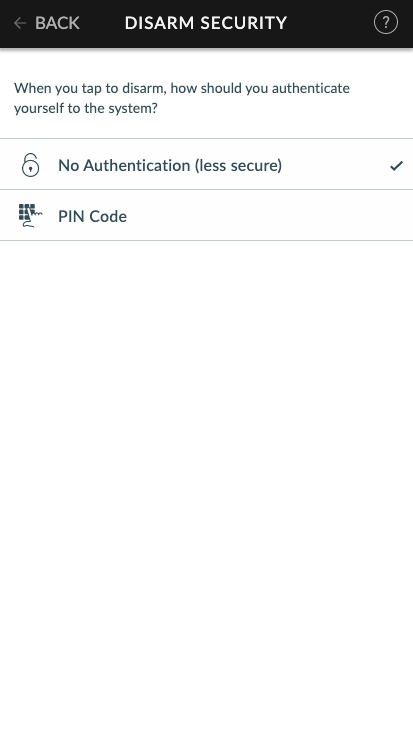 ← BACK DISARM SECURITY ?
When you tap to disarm, how should you authenticate
yourself to the system?
No Authentication (less secure)
PIN Code